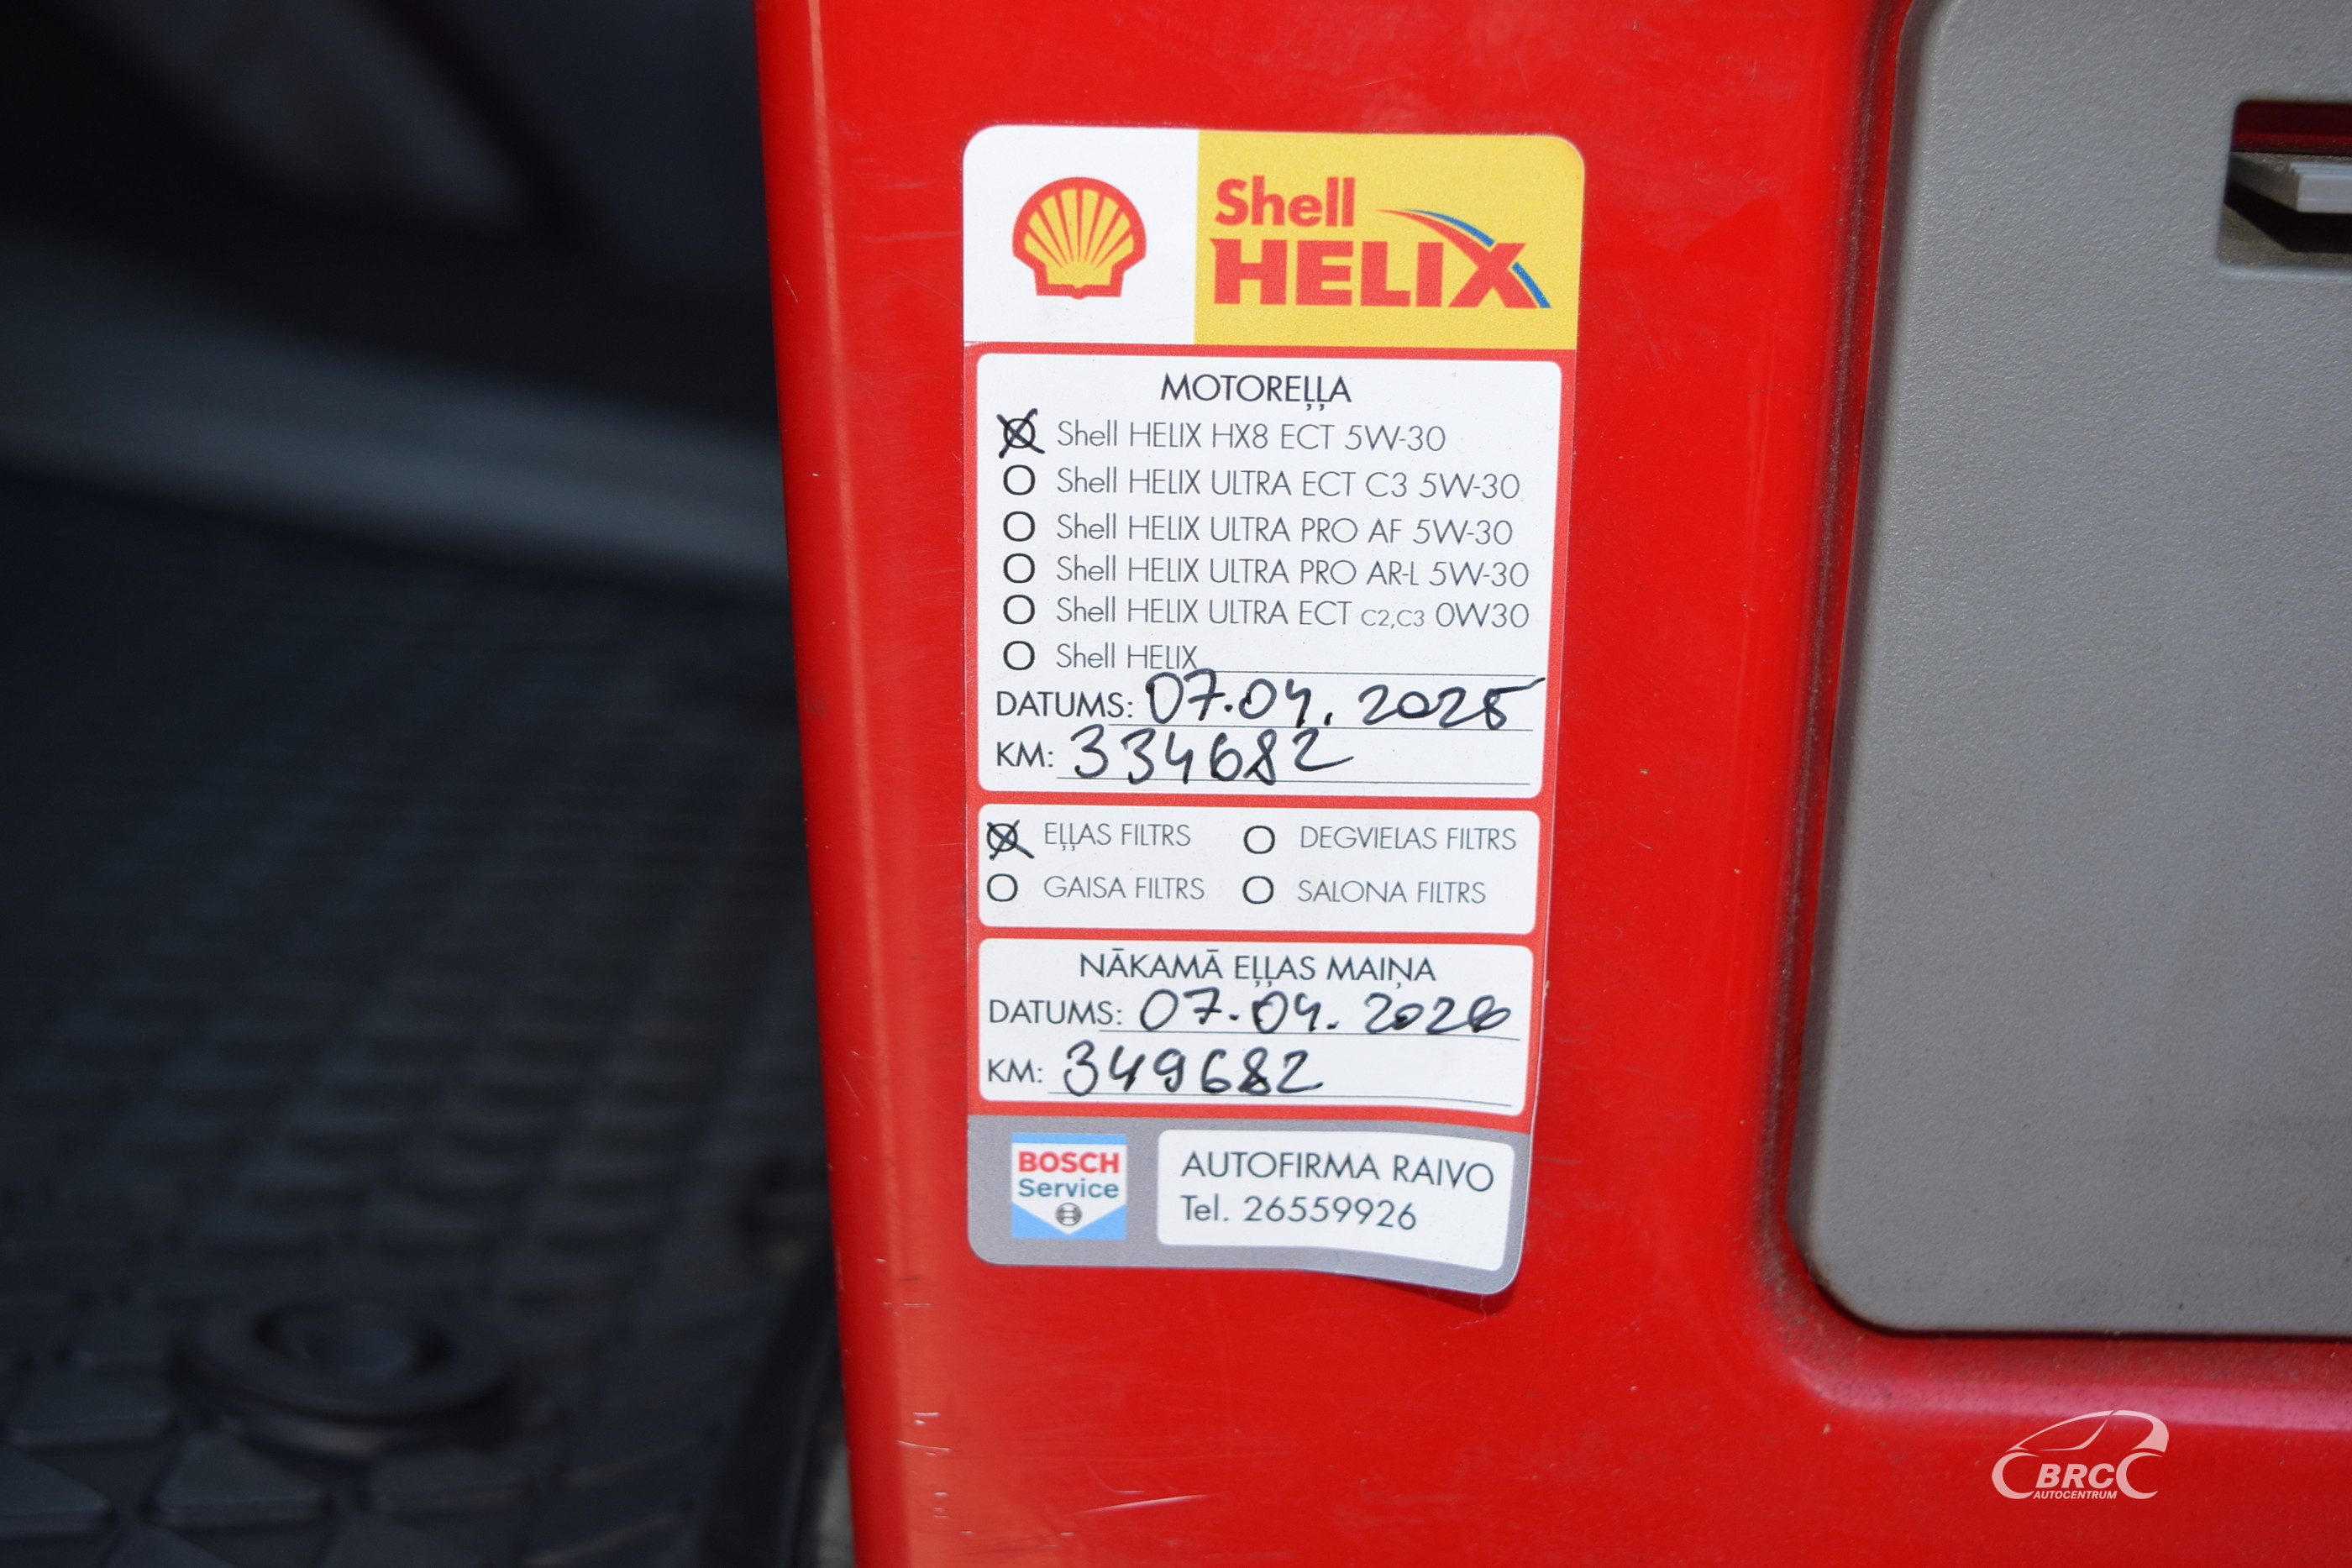 Shell
HELIX
MOTOREĻĻA
Shell HELIX HX8 ECT 5W-30
Shell HELIX ULTRA ECT C3 5W-30
Shell HELIX ULTRA PRO AF 5W-30
Shell HELIX ULTRA PRO AR-L 5W-30
Shell HELIX ULTRA ECT C2,C3 0W30
Shell HELIX
DATUMS: 07.04.2025
KM: 334682
EĻĻAS FILTRS DEGVIELAS FILTRS
GAISA FILTRS SALONA FILTRS
NĀKAMĀ EĻĻAS MAIŅA
DATUMS: 07.04.2026
KM: 349682
BOSCH
Service
AUTOFIRMA RAIVO
Tel. 26559926
BRC
AUTOCENTRUM